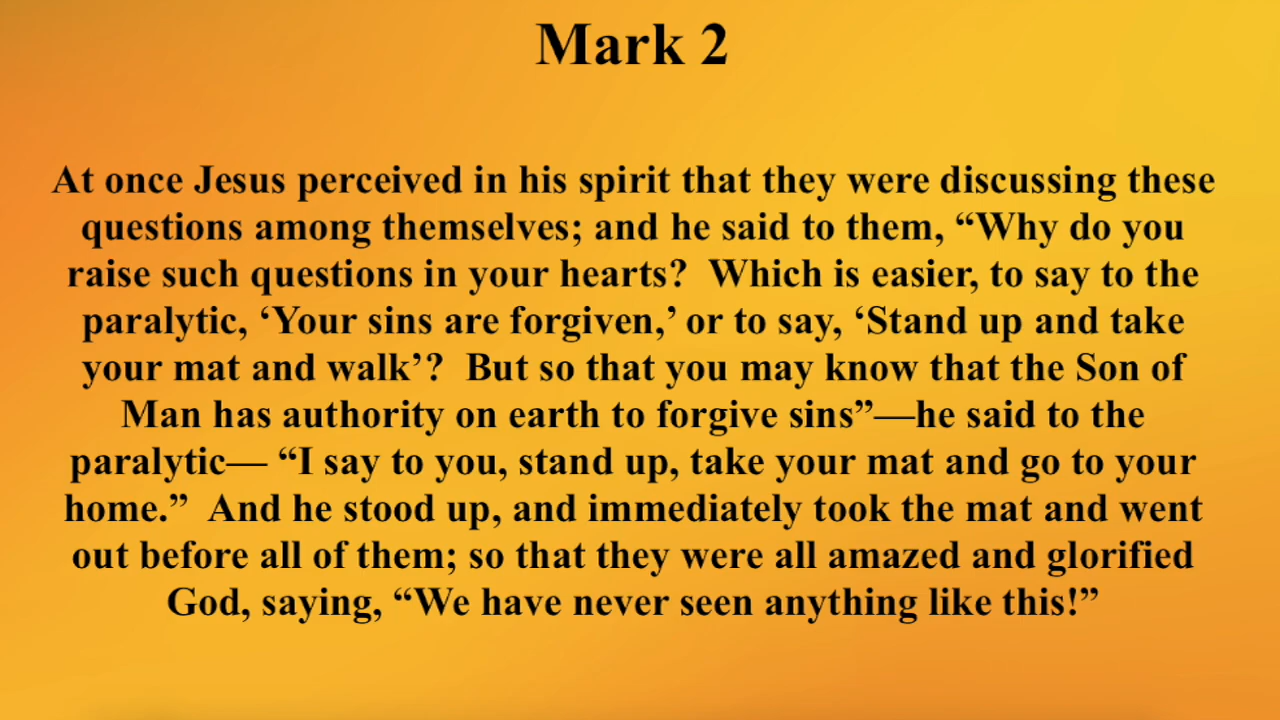 Mark 2
At once Jesus perceived in his spirit that they were discussing these
questions among themselves; and he said to them, “Why do you
raise such questions in your hearts?  Which is easier, to say to the
paralytic, ‘Your sins are forgiven,’ or to say, ‘Stand up and take
your mat and walk’?  But so that you may know that the Son of
Man has authority on earth to forgive sins”—he said to the
paralytic— “I say to you, stand up, take your mat and go to your
home.”  And he stood up, and immediately took the mat and went
out before all of them; so that they were all amazed and glorified
God, saying, “We have never seen anything like this!”